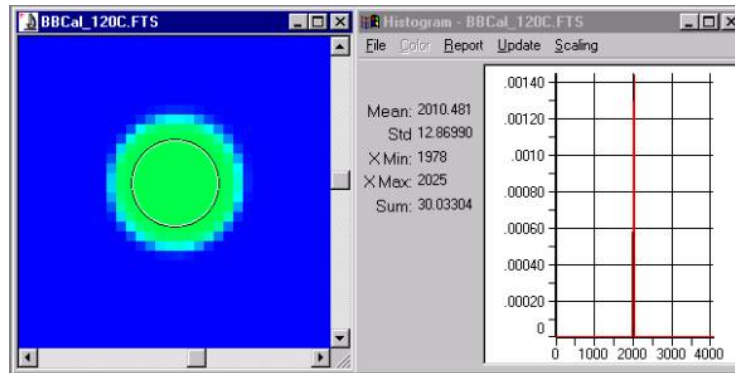 BBCal_120C.FTS
Histogram - BBCal_120C.FTS
File Color Report Update Scaling
Mean: 2010.481
Std 12.86990
X Min: 1978
X Max: 2025
Sum: 30.03304
.00140
.00120
.0010
.00080
.00060
.00040
.00020
0
0 1000 2000 3000 4000